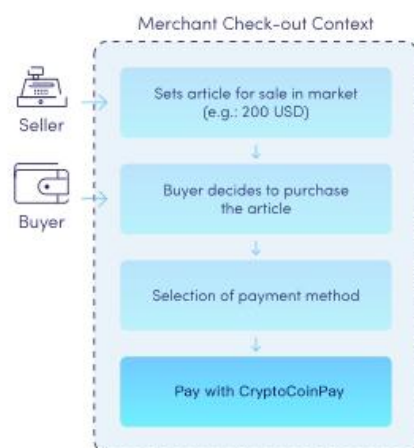 Merchant Check-out Context
Seller
Sets article for sale in market
(e.g.: 200 USD)
Buyer
Buyer decides to purchase
the article
Selection of payment method
Pay with CryptoCoinPay